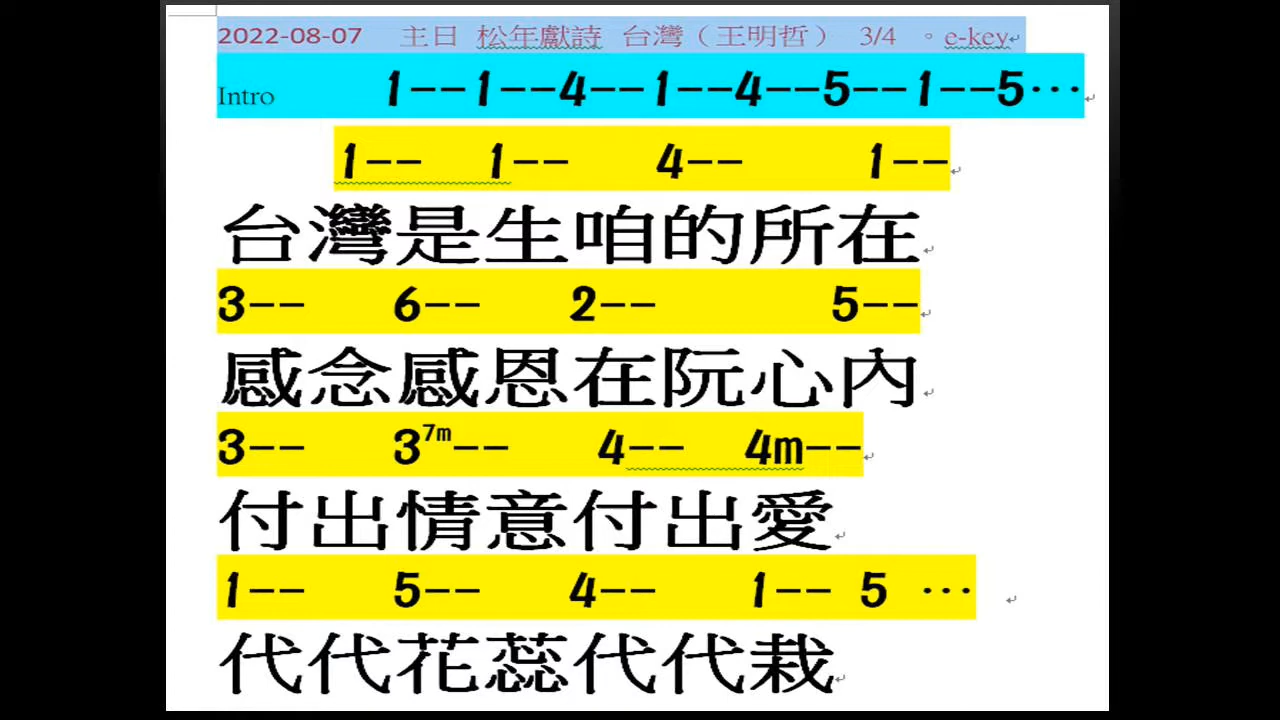 2022-08-07 主日 松年獻詩 台灣（王明哲） 3/4 。e-key
Intro 1--1--4--1--4--5--1--5···
1-- 1-- 4-- 1--
台灣是生咱的所在
3-- 6-- 2-- 5--
感念感恩在阮心內
3-- 37m-- 4-- 4m--
付出情意付出愛
1-- 5-- 4-- 1-- 5 ···
代代花蕊代代栽